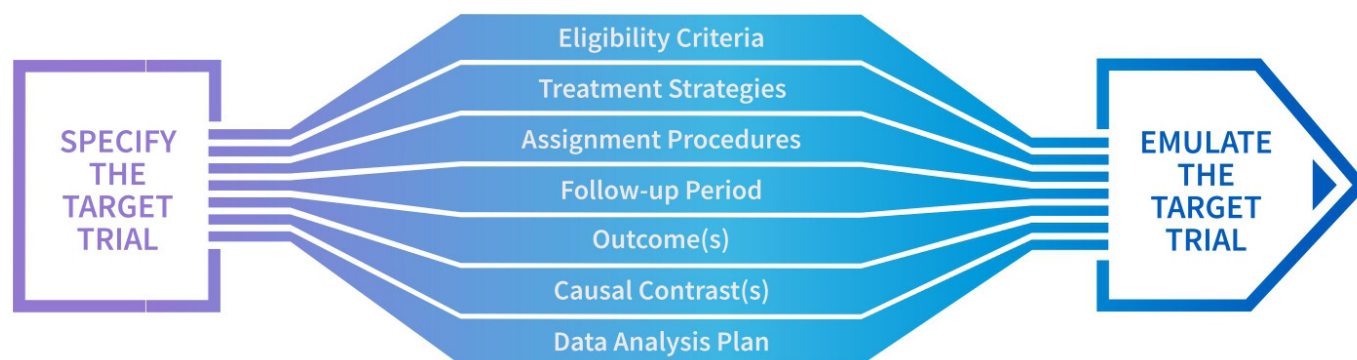 SPECIFY
THE
TARGET
TRIAL
Eligibility Criteria
Treatment Strategies
Assignment Procedures
Follow-up Period
Outcome(s)
Causal Contrast(s)
Data Analysis Plan
EMULATE
THE
TARGET
TRIAL